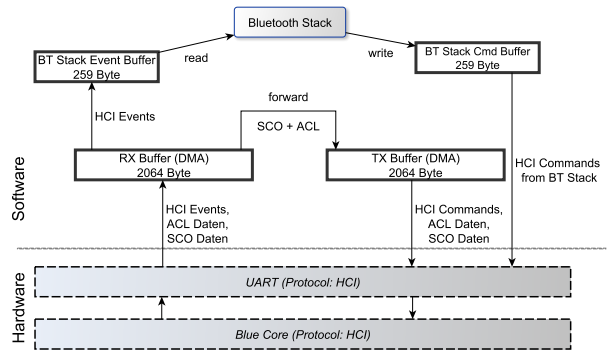 Bluetooth Stack
BT Stack Event Buffer
259 Byte
read
write
BT Stack Cmd Buffer
259 Byte
HCI Events
forward
SCO + ACL
RX Buffer (DMA)
2064 Byte
TX Buffer (DMA)
2064 Byte
HCI Commands
from BT Stack
Software
HCI Events,
ACL Daten,
SCO Daten
HCI Commands,
ACL Daten,
SCO Daten
Hardware
UART (Protocol: HCI)
Blue Core (Protocol: HCI)